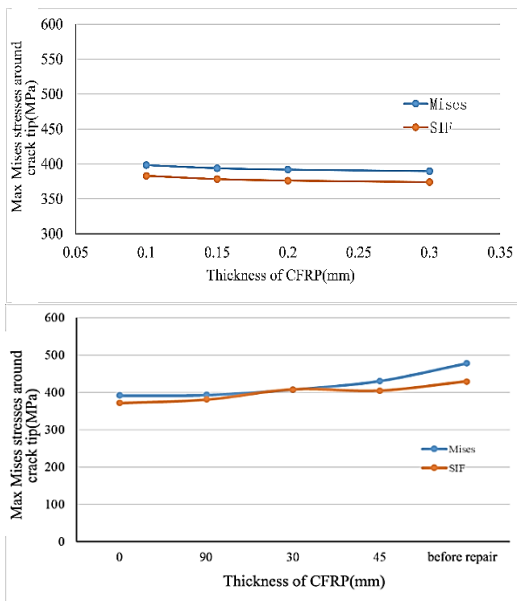 600
550
500
450
400
350
300
Max Mises stresses around
crack tip(MPa)
Mises
SIF
0.05 0.1 0.15 0.2 0.25 0.3 0.35
Thickness of CFRP(mm)
600
500
400
300
200
100
0
Max Mises stresses around
crack tip(MPa)
Mises
SIF
0 90 30 45 before repair
Thickness of CFRP(mm)